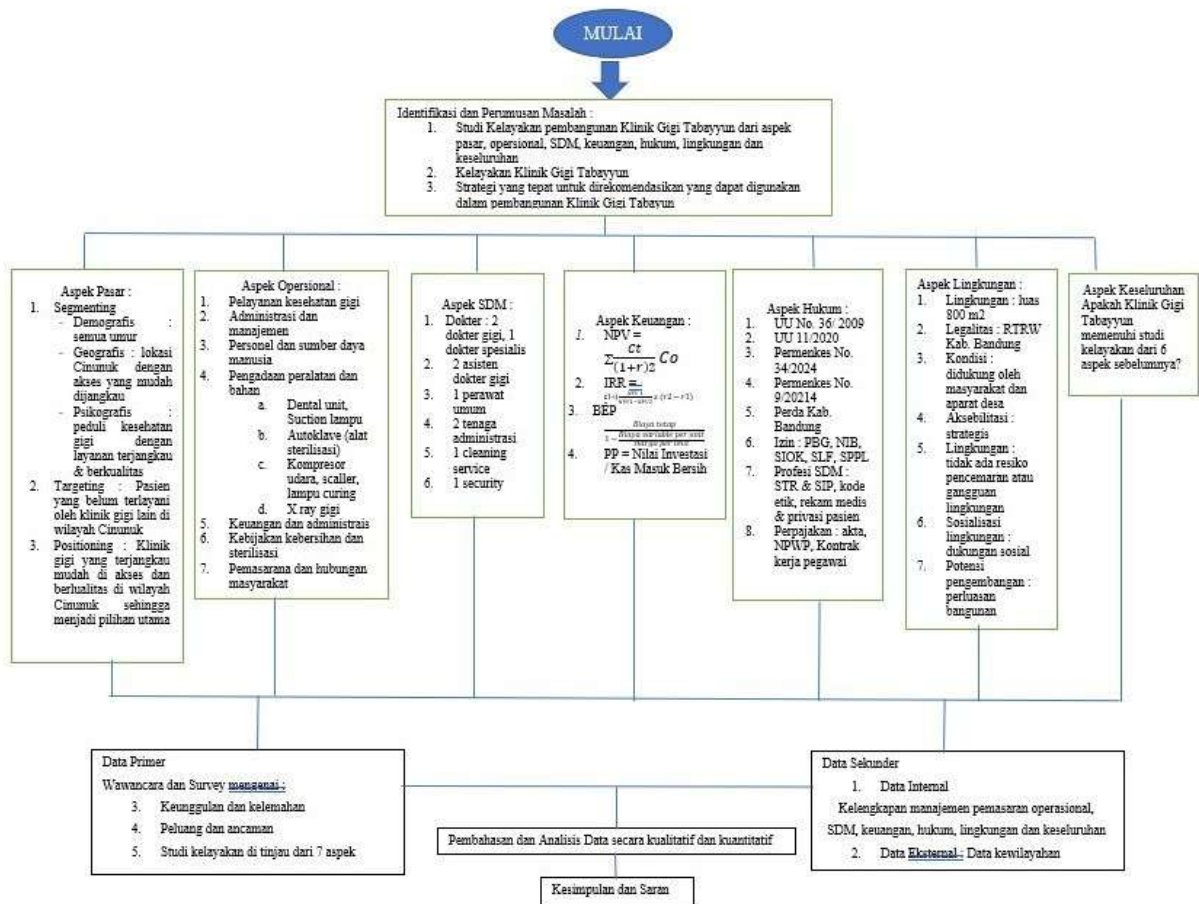 MULAI
Identifikasi dan Perumusan Masalah :
1. Studi Kelayakan pembangunan Klinik Gigi Tabayyun dari aspek
pasar, opersional, SDM, keuangan, hukum, lingkungan dan
keseluruhan
2. Kelayakan Klinik Gigi Tabayyun
3. Strategi yang tepat untuk direkomendasikan yang dapat digunakan
dalam pembangunan Klinik Gigi Tabayun
Aspek Pasar :
1. Segmenting
- Demografis :
semua umur
- Geografis : lokasi
Cinunuk dengan
akses yang mudah
dijangkau
- Psikografis :
peduli kesehatan
gigi dengan
layanan terjangkau
& berkualitas
2. Targeting : Pasien
yang belum terlayani
oleh klinik gigi lain di
wilayah Cinunuk
3. Positioning : Klinik
gigi yang terjangkau
mudah di akses dan
berlualitas di wilayah
Cinunuk sehingga
menjadi pilihan utama
Aspek Opersional :
1. Pelayanan kesehatan gigi
2. Administrasi dan
manajemen
3. Personel dan sumber daya
manusia
4. Pengadaan peralatan dan
bahan
a. Dental unit,
Suction lampu
b. Autoklave (alat
sterilisasi)
c. Kompresor
udara, scaller,
lampu curing
d. X ray gigi
5. Keuangan dan administrais
6. Kebijakan kebersihan dan
sterilisasi
7. Pemasarana dan hubungan
masyarakat
Aspek SDM :
1. Dokter : 2
dokter gigi, 1
dokter spesialis
2. 2 asisten
dokter gigi
3. 1 perawat
umum
4. 2 tenaga
administrasi
5. 1 cleaning
service
6. 1 security
Aspek Keuangan :
1. NPV =
Σ Ct/(1+r)z Co
2. IRR =
x (r2-r1)
3. BEP
Biaya tetap
1 - Biaya variable per unit
harga per unit
4. PP = Nilai Investasi
/ Kas Masuk Bersih
Aspek Hukum :
1. UU No. 36/ 2009
2. UU 11/2020
3. Permenkes No.
34/2024
4. Permenkes No.
9/20214
5. Perda Kab.
Bandung
6. Izin : PBG, NIB,
SIOK, SLF, SPPL
7. Profesi SDM :
STR & SIP, kode
etik, rekam medis
& privasi pasien
8. Perpajakan : akta,
NPWP, Kontrak
kerja pegawai
Aspek Lingkungan :
1. Lingkungan : luas
800 m2
2. Legalitas : RTRW
Kab. Bandung
3. Kondisi :
didukung oleh
masyarakat dan
aparat desa
4. Aksebilitasi :
strategis
5. Lingkungan :
tidak ada resiko
pencemaran atau
gangguan
lingkungan
6. Sosialisasi
lingkungan :
dukungan sosial
7. Potensi
pengembangan :
perluasan
bangunan
Aspek Keseluruhan
Apakah Klinik Gigi
Tabayyun
memenuhi studi
kelayakan dari 6
aspek sebelumnya?
Data Primer
Wawancara dan Survey mengenai :
3. Keunggulan dan kelemahan
4. Peluang dan ancaman
5. Studi kelayakan di tinjau dari 7 aspek
Data Sekunder
1. Data Internal
Kelengkapan manajemen pemasaran operasional,
SDM, keuangan, hukum, lingkungan dan keseluruhan
2. Data Eksternal : Data kewilayahan
Pembahasan dan Analisis Data secara kualitatif dan kuantitatif
Kesimpulan dan Saran